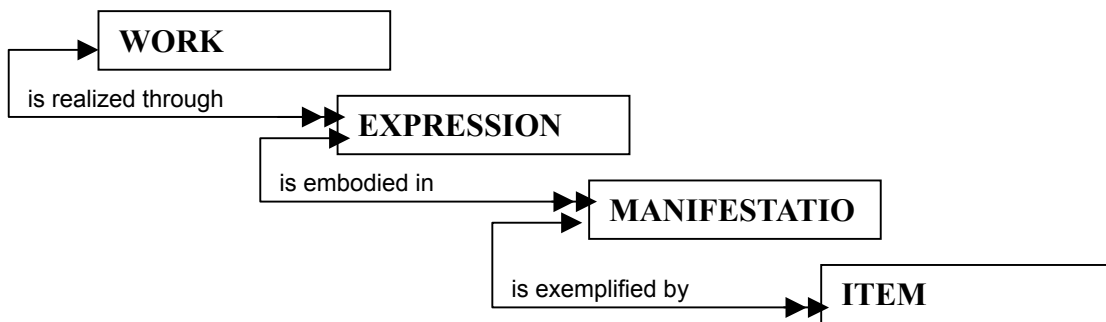 WORK
is realized through
EXPRESSION
is embodied in
MANIFESTATIO
is exemplified by
ITEM